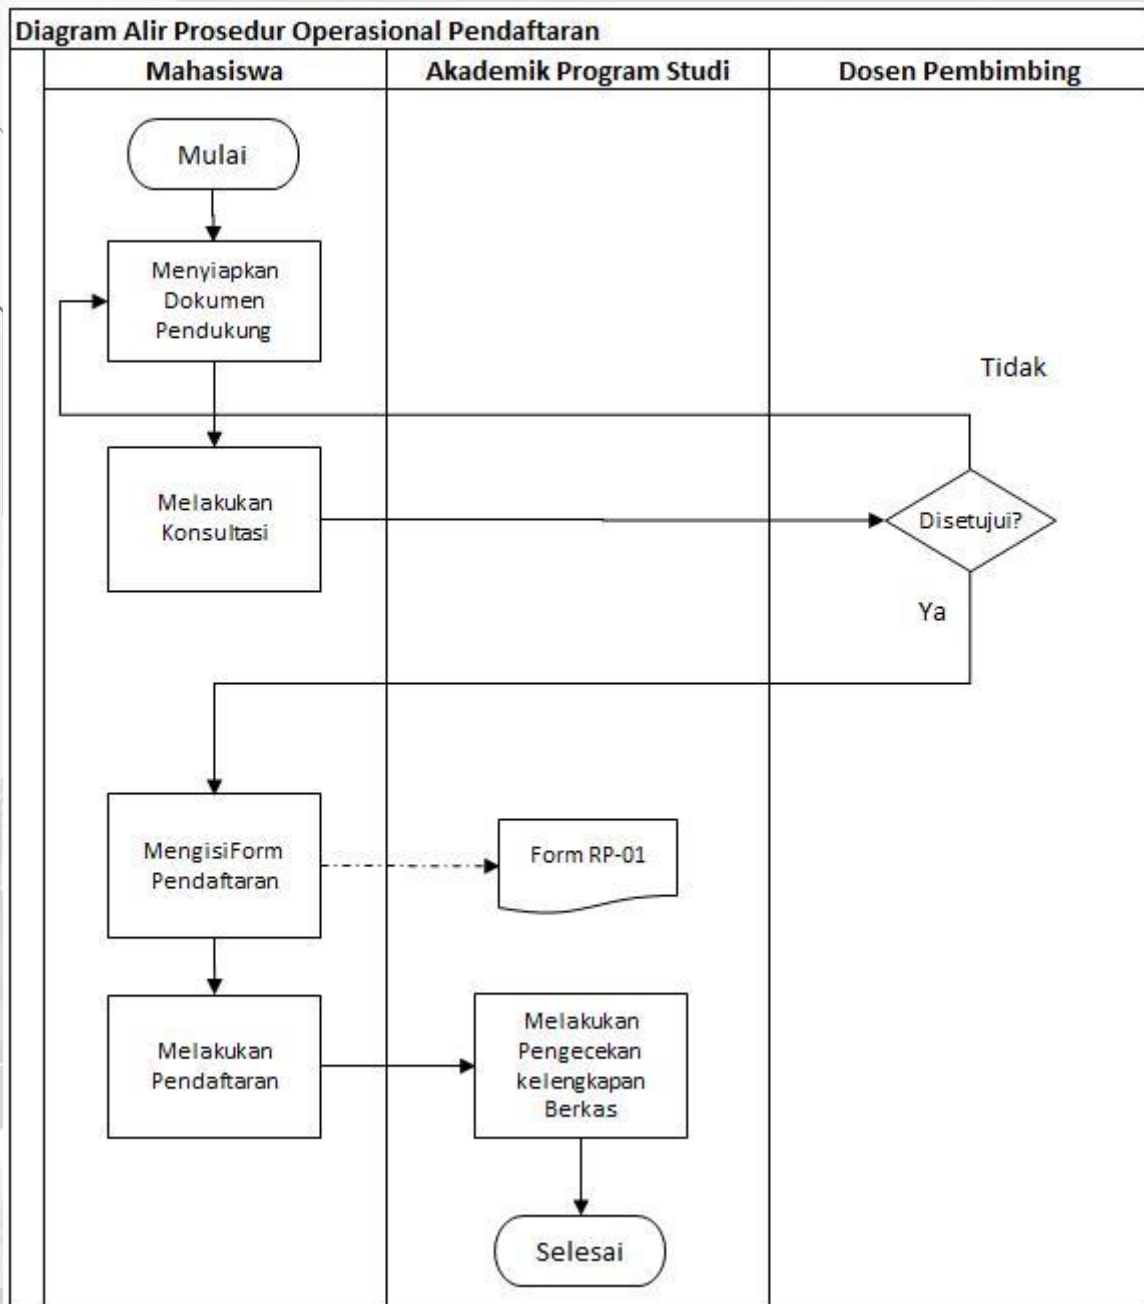 Diagram Alir Prosedur Operasional Pendaftaran
Mahasiswa
Akademik Program Studi
Dosen Pembimbing
Mulai
Menyiapkan
Dokumen
Pendukung
Tidak
Melakukan
Konsultasi
Disetujui?
Ya
MengisiForm
Pendaftaran
Form RP-01
Melakukan
Pendaftaran
Melakukan
Pengecekan
kelengkapan
Berkas
Selesai